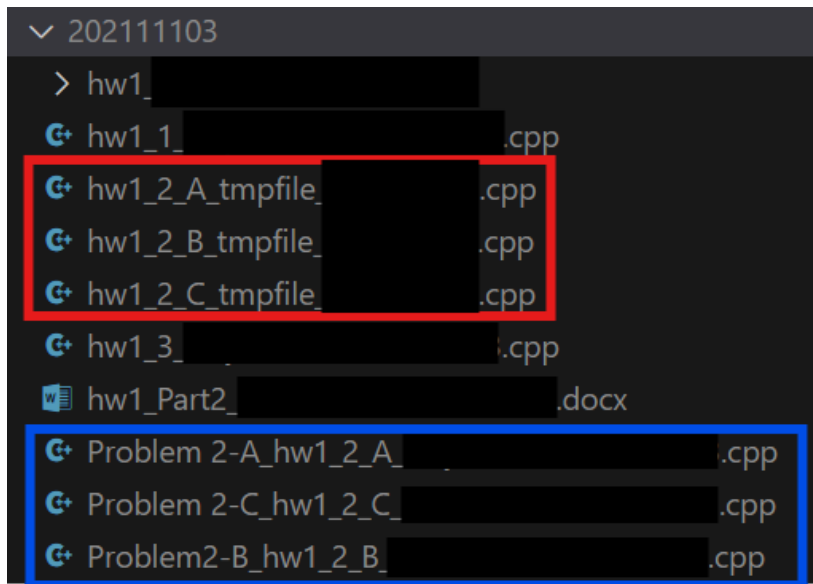 202111103
hw1_
hw1_1_ .cpp
hw1_2_A_tmpfile_ .cpp
hw1_2_B_tmpfile_ .cpp
hw1_2_C_tmpfile_ .cpp
hw1_3_ .cpp
hw1_Part2_ .docx
Problem 2-A_hw1_2_A_ .cpp
Problem 2-C_hw1_2_C_ .cpp
Problem2-B_hw1_2_B_ .cpp